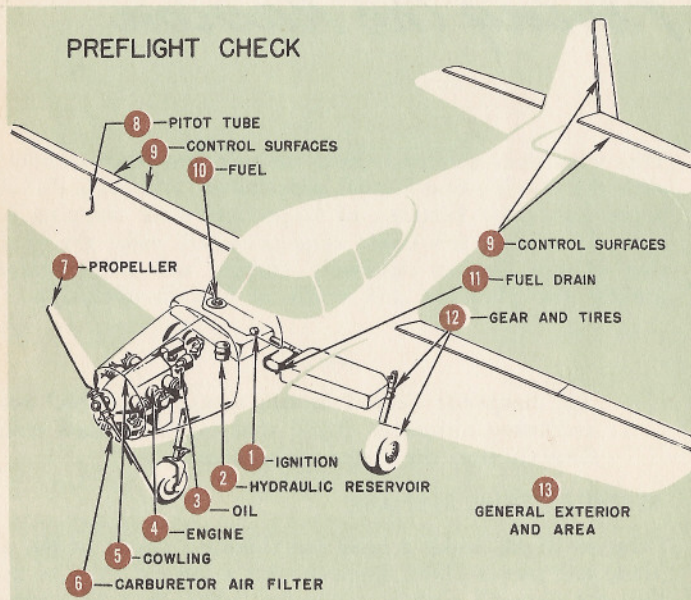 PREFLIGHT CHECK
8 PITOT TUBE
9 CONTROL SURFACES
10 FUEL
7 PROPELLER
9 CONTROL SURFACES
11 FUEL DRAIN
12 GEAR AND TIRES
1 IGNITION
2 HYDRAULIC RESERVOIR
3 OIL
4 ENGINE
5 COWLING
6 CARBURETOR AIR FILTER
13
GENERAL EXTERIOR
AND AREA